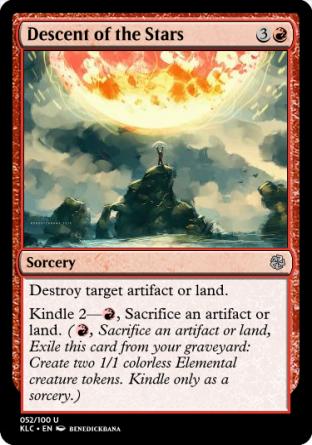 Descent of the Stars 3
Sorcery
Destroy target artifact or land.
Kindle 2—, Sacrifice an artifact or
land. (, Sacrifice an artifact or land,
Exile this card from your graveyard:
Create two 1/1 colorless Elemental
creature tokens. Kindle only as a
sorcery.)
052/100 U
KLC • EN BENEDICKBANA